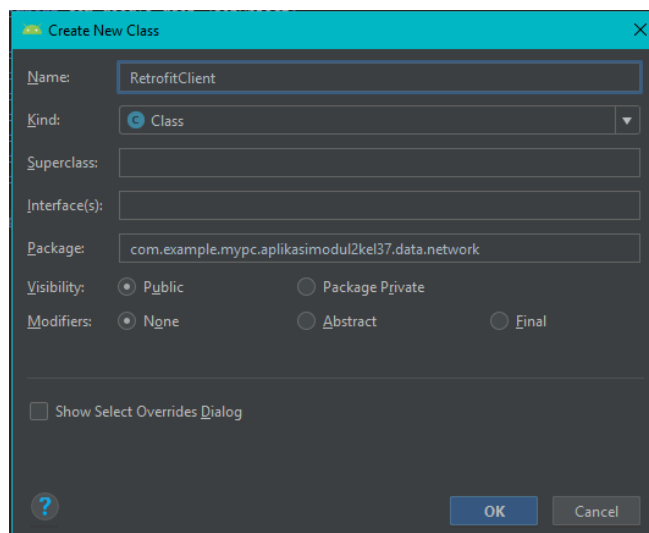 Create New Class
Name: RetrofitClient
Kind: C Class
Superclass:
Interface(s):
Package: com.example.mypc.aplikasimodul2kel37.data.network
Visibility: Public Package Private
Modifiers: None Abstract Final
Show Select Overrides Dialog
? OK Cancel